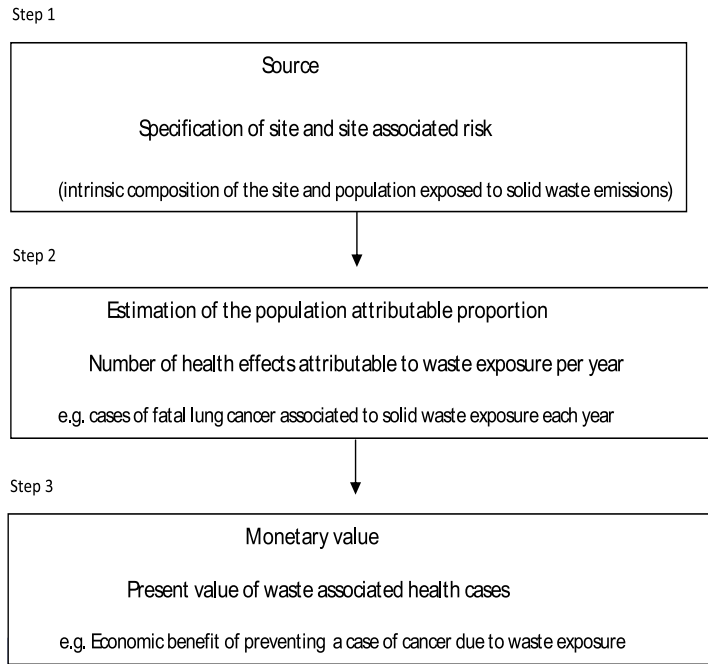 Step 1
Source
Specification of site and site associated risk
(intrinsic composition of the site and population exposed to solid waste emissions)
Step 2
Estimation of the population attributable proportion
Number of health effects attributable to waste exposure per year
e.g. cases of fatal lung cancer associated to solid waste exposure each year
Step 3
Monetary value
Present value of waste associated health cases
e.g. Economic benefit of preventing a case of cancer due to waste exposure